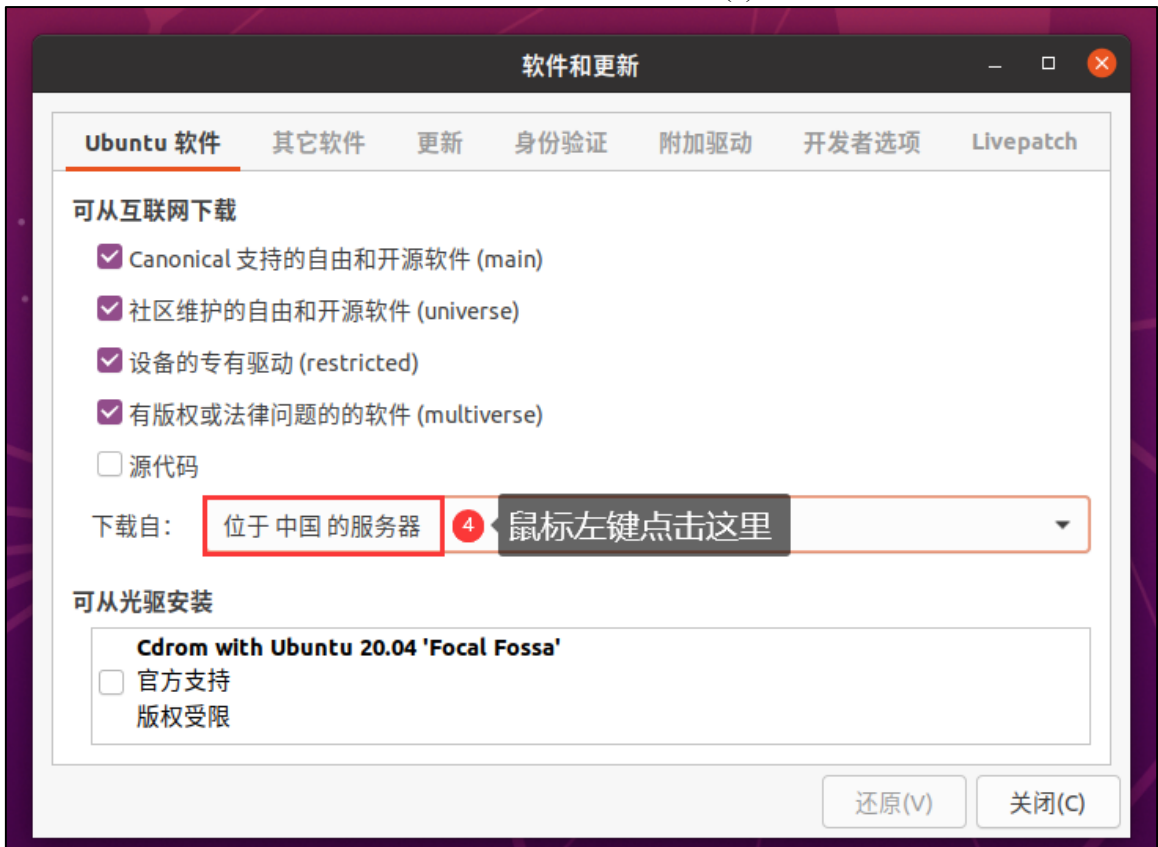 软件和更新
Ubuntu 软件 其它软件 更新 身份验证 附加驱动 开发者选项 Livepatch
可从互联网下载
Canonical 支持的自由和开源软件 (main)
社区维护的自由和开源软件 (universe)
设备的专有驱动 (restricted)
有版权或法律问题的的软件 (multiverse)
源代码
下载自： 位于 中国 的服务器 4 鼠标左键点击这里
可从光驱安装
Cdrom with Ubuntu 20.04 'Focal Fossa'
官方支持
版权受限
还原(V) 关闭(C)